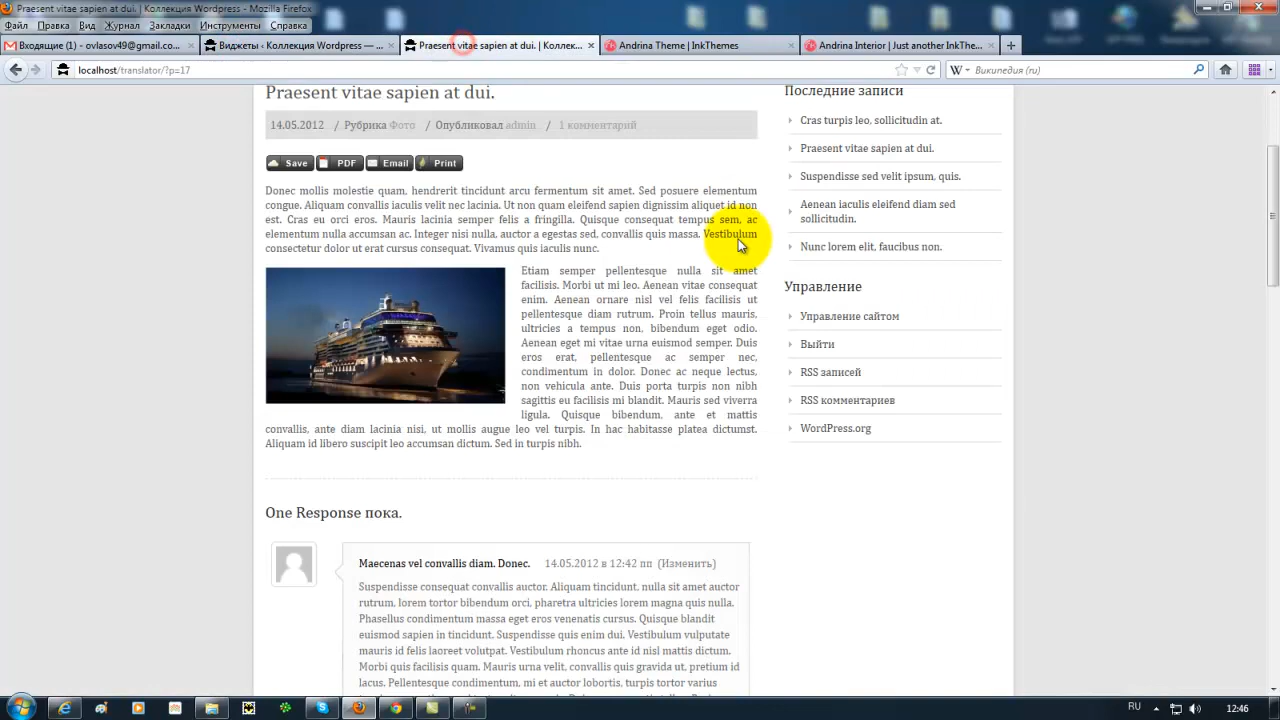 Praesent vitae sapien at dui. | Коллекция Wordpress - Mozilla Firefox
Файл Правка Вид Журнал Закладки Инструменты Справка
Входящие (1) - ovlasov49@gmail.co... × Виджеты ‹ Коллекция Wordpress — ... × Praesent vitae sapien at dui. | Коллек... × Andrina Theme | InkThemes × Andrina Interior | Just another InkThe... × +
localhost/translator/?p=17
W Википедия (ru)
Praesent vitae sapien at dui.
14.05.2012 / Рубрика Фото / Опубликовал admin / 1 комментарий
Save PDF Email Print
Donec mollis molestie quam, hendrerit tincidunt arcu fermentum sit amet. Sed posuere elementum
congue. Aliquam convallis iaculis velit nec lacinia. Ut non quam eleifend sapien dignissim aliquet id non
est. Cras eu orci eros. Mauris lacinia semper felis a fringilla. Quisque consequat tempus sem, ac
elementum nulla accumsan ac. Integer nisi nulla, auctor a egestas sed, convallis quis massa. Vestibulum
consectetur dolor ut erat cursus consequat. Vivamus quis iaculis nunc.
Etiam semper pellentesque nulla sit amet
facilisis. Morbi ut mi leo. Aenean vitae consequat
enim. Aenean ornare nisl vel felis facilisis ut
pellentesque diam rutrum. Proin tellus mauris,
ultricies a tempus non, bibendum eget odio.
Aenean eget mi vitae urna euismod semper. Duis
eros erat, pellentesque ac semper nec,
condimentum in dolor. Donec ac neque lectus,
non vehicula ante. Duis porta turpis non nibh
sagittis eu facilisis mi blandit. Mauris sed viverra
ligula. Quisque bibendum, ante et mattis
convallis, ante diam lacinia nisi, ut mollis augue leo vel turpis. In hac habitasse platea dictumst.
Aliquam id libero suscipit leo accumsan dictum. Sed in turpis nibh.
One Response пока.
Maecenas vel convallis diam. Donec. 14.05.2012 в 12:42 пп (Изменить)
Suspendisse consequat convallis auctor. Aliquam tincidunt, nulla sit amet auctor
rutrum, lorem tortor bibendum orci, pharetra ultricies lorem magna quis nulla.
Phasellus condimentum massa eget eros venenatis cursus. Quisque blandit
euismod sapien in tincidunt. Suspendisse quis enim dui. Vestibulum vulputate
mauris id felis laoreet volutpat. Vestibulum rhoncus ante id nisl dictum quis.
Morbi quis facilisis quam. Mauris urna velit, convallis quis gravida ut, pretium id
lacus. Pellentesque condimentum, mi et auctor lobortis, turpis tortor varius
Последние записи
Cras turpis leo, sollicitudin at.
Praesent vitae sapien at dui.
Suspendisse sed velit ipsum, quis.
Aenean iaculis eleifend diam sed
sollicitudin.
Nunc lorem elit, faucibus non.
Управление
Управление сайтом
Выйти
RSS записей
RSS комментариев
WordPress.org
RU 12:46